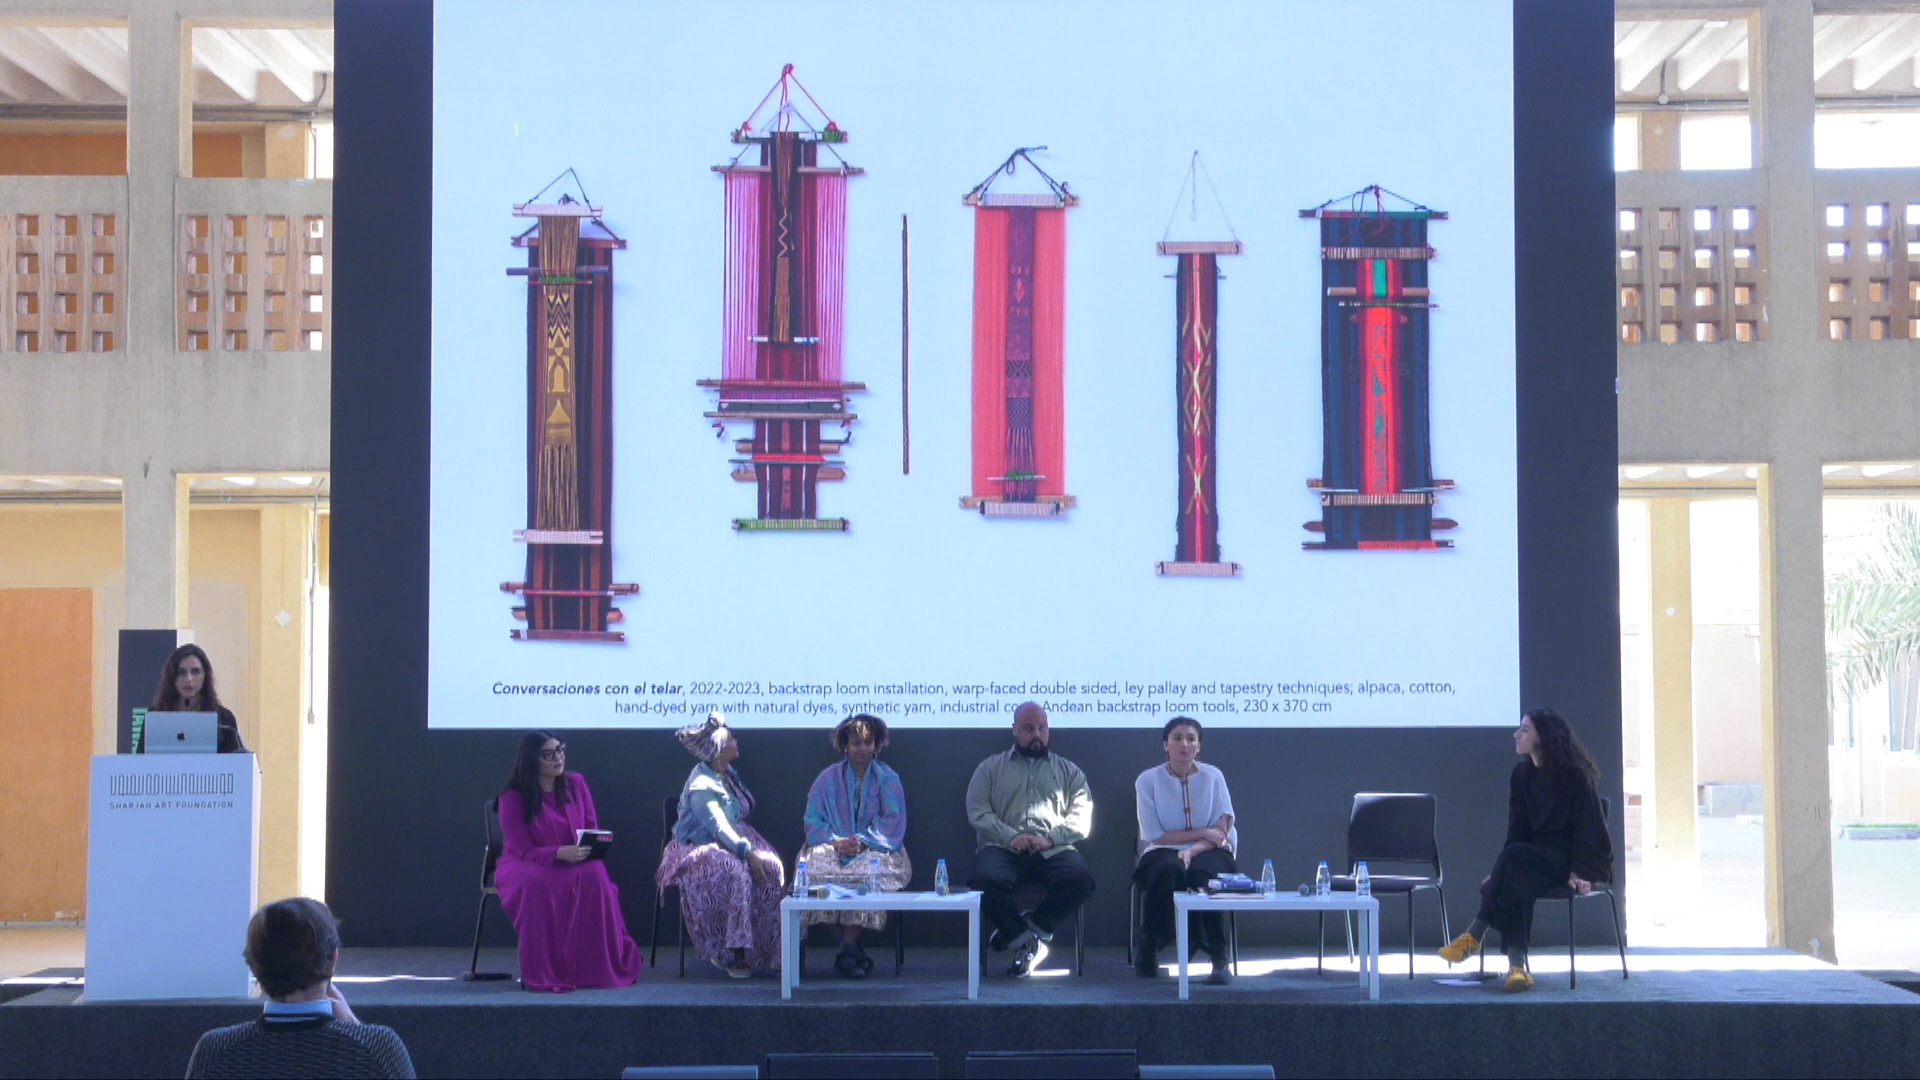 Conversaciones con el telar, 2022-2023, backstrap loom installation, warp-faced double sided, ley pallay and tapestry techniques; alpaca, cotton,
hand-dyed yarn with natural dyes, synthetic yarn, industrial Andean backstrap loom tools, 230 x 370 cm
SHARJAH ART FOUNDATION